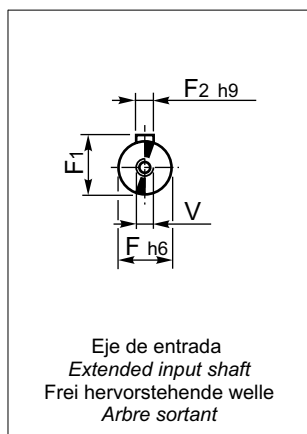 F2 h9
F1
V
F h6
Eje de entrada
Extended input shaft
Frei hervorstehende welle
Arbre sortant